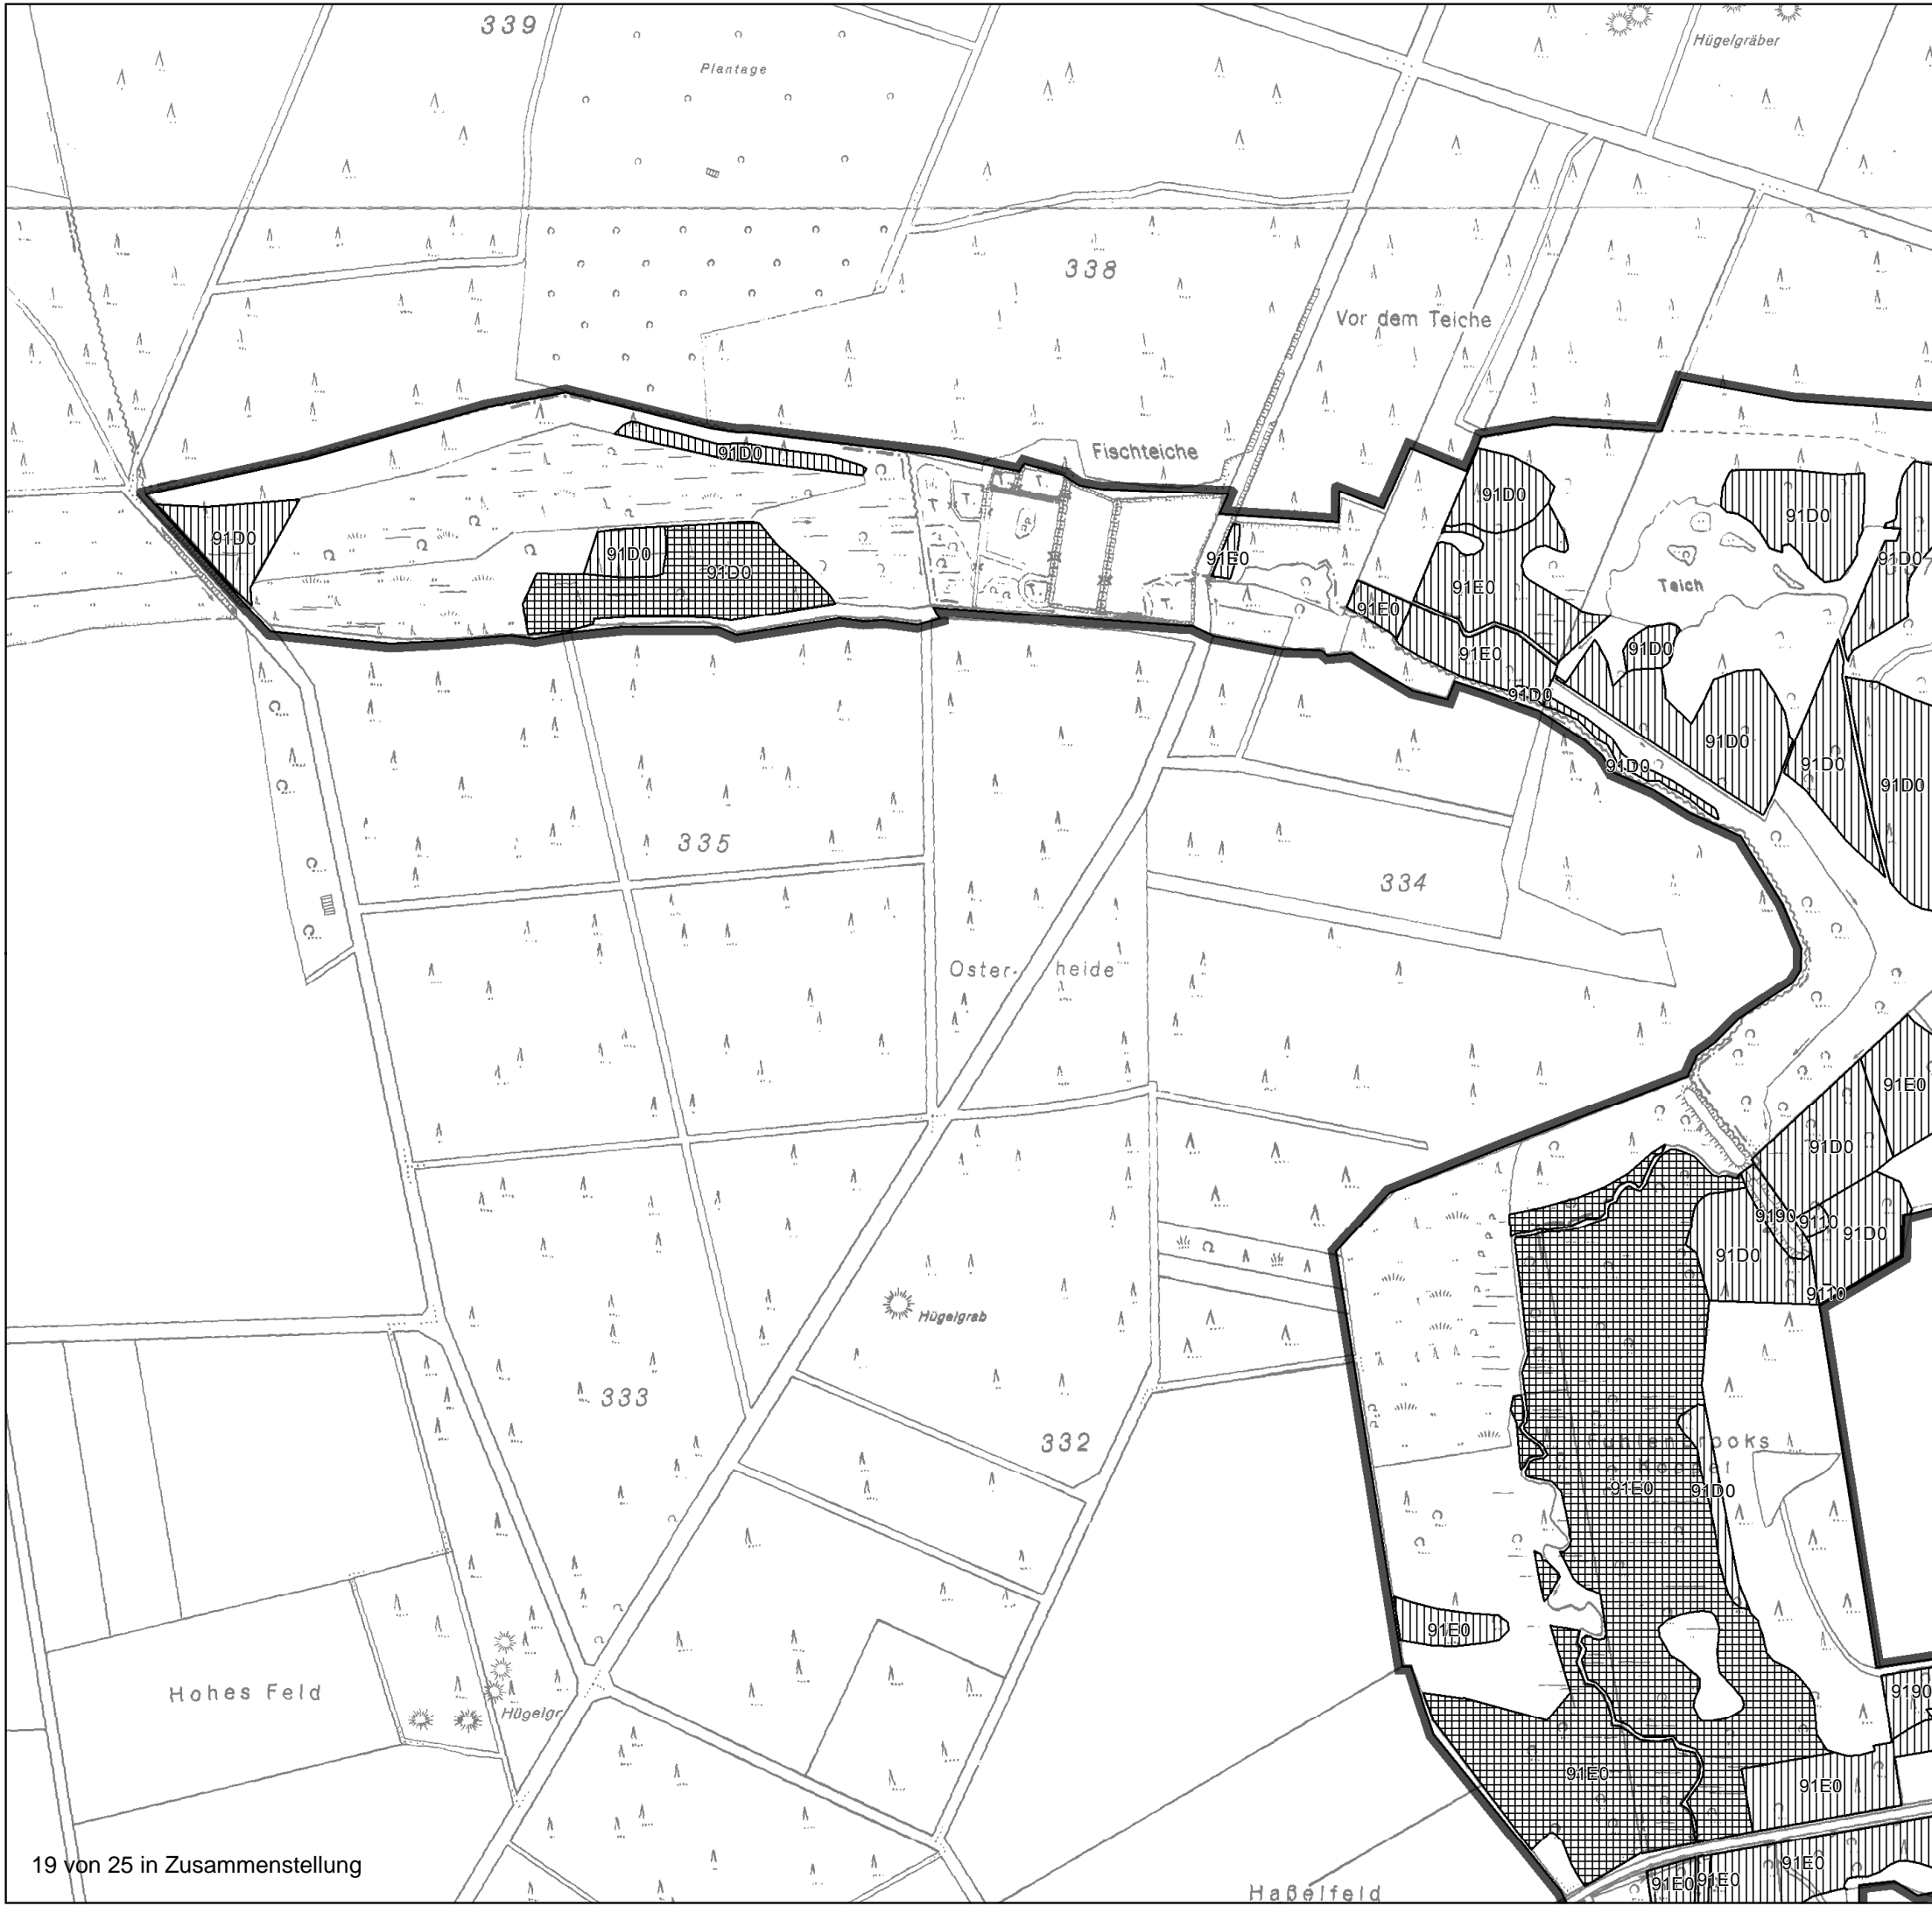 339
Plantage
Hügelgräber
338
Vor dem Teiche
Fischteiche
91D0
91D0
91D0
91D0
T.
T.
T.
T.
T.
91E0
91D0
91D0
91D0
91E0
91E0
Teich
91E0
91D0
91D0
91D0
91D0
91D0
91D0
335
334
Oster- heide
91E0
91D0
9190
9110
91D0
91D0
9110
Hügelgrab
333
332
Fuhlenbrooks
Koppel
91E0
91D0
91E0
Hohes Feld
Hügelgr.
9190
91E0
91E0
91E0
91E0
91E0
19 von 25 in Zusammenstellung
Haßelfeld